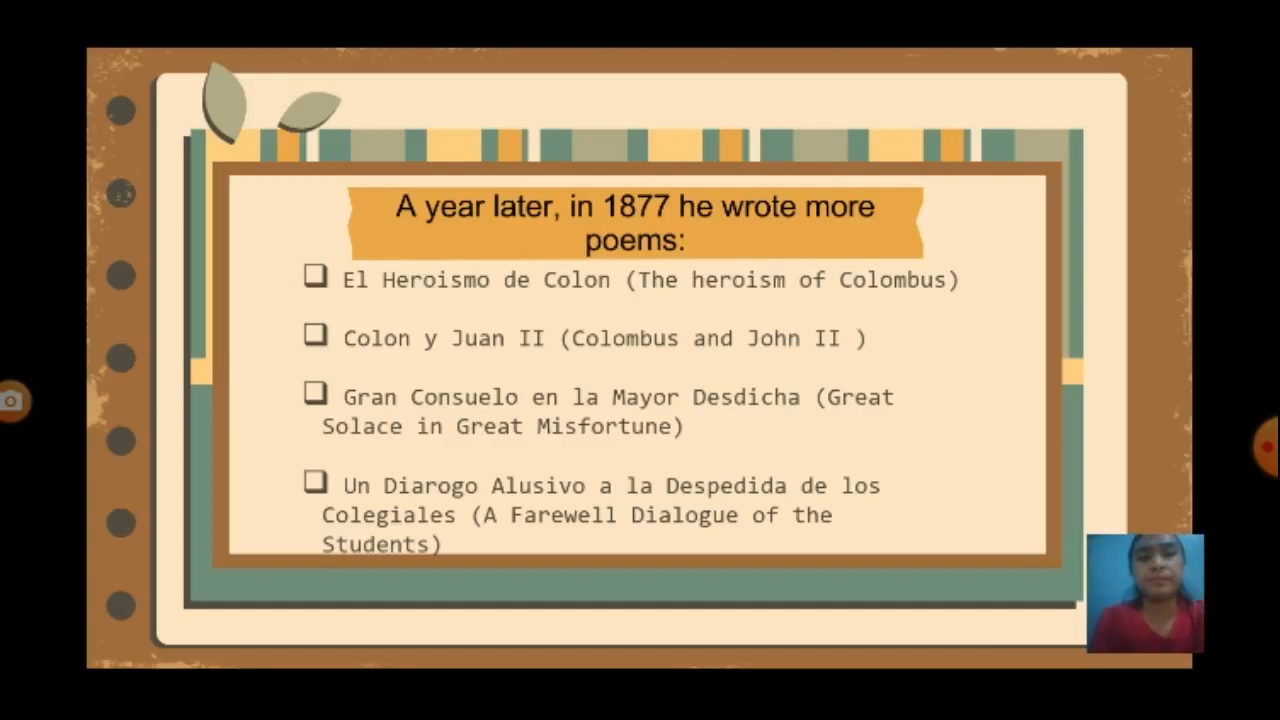 A year later, in 1877 he wrote more
poems:
El Heroismo de Colon (The heroism of Colombus)
Colon y Juan II (Colombus and John II )
Gran Consuelo en la Mayor Desdicha (Great
Solace in Great Misfortune)
Un Diarogo Alusivo a la Despedida de los
Colegiales (A Farewell Dialogue of the
Students)